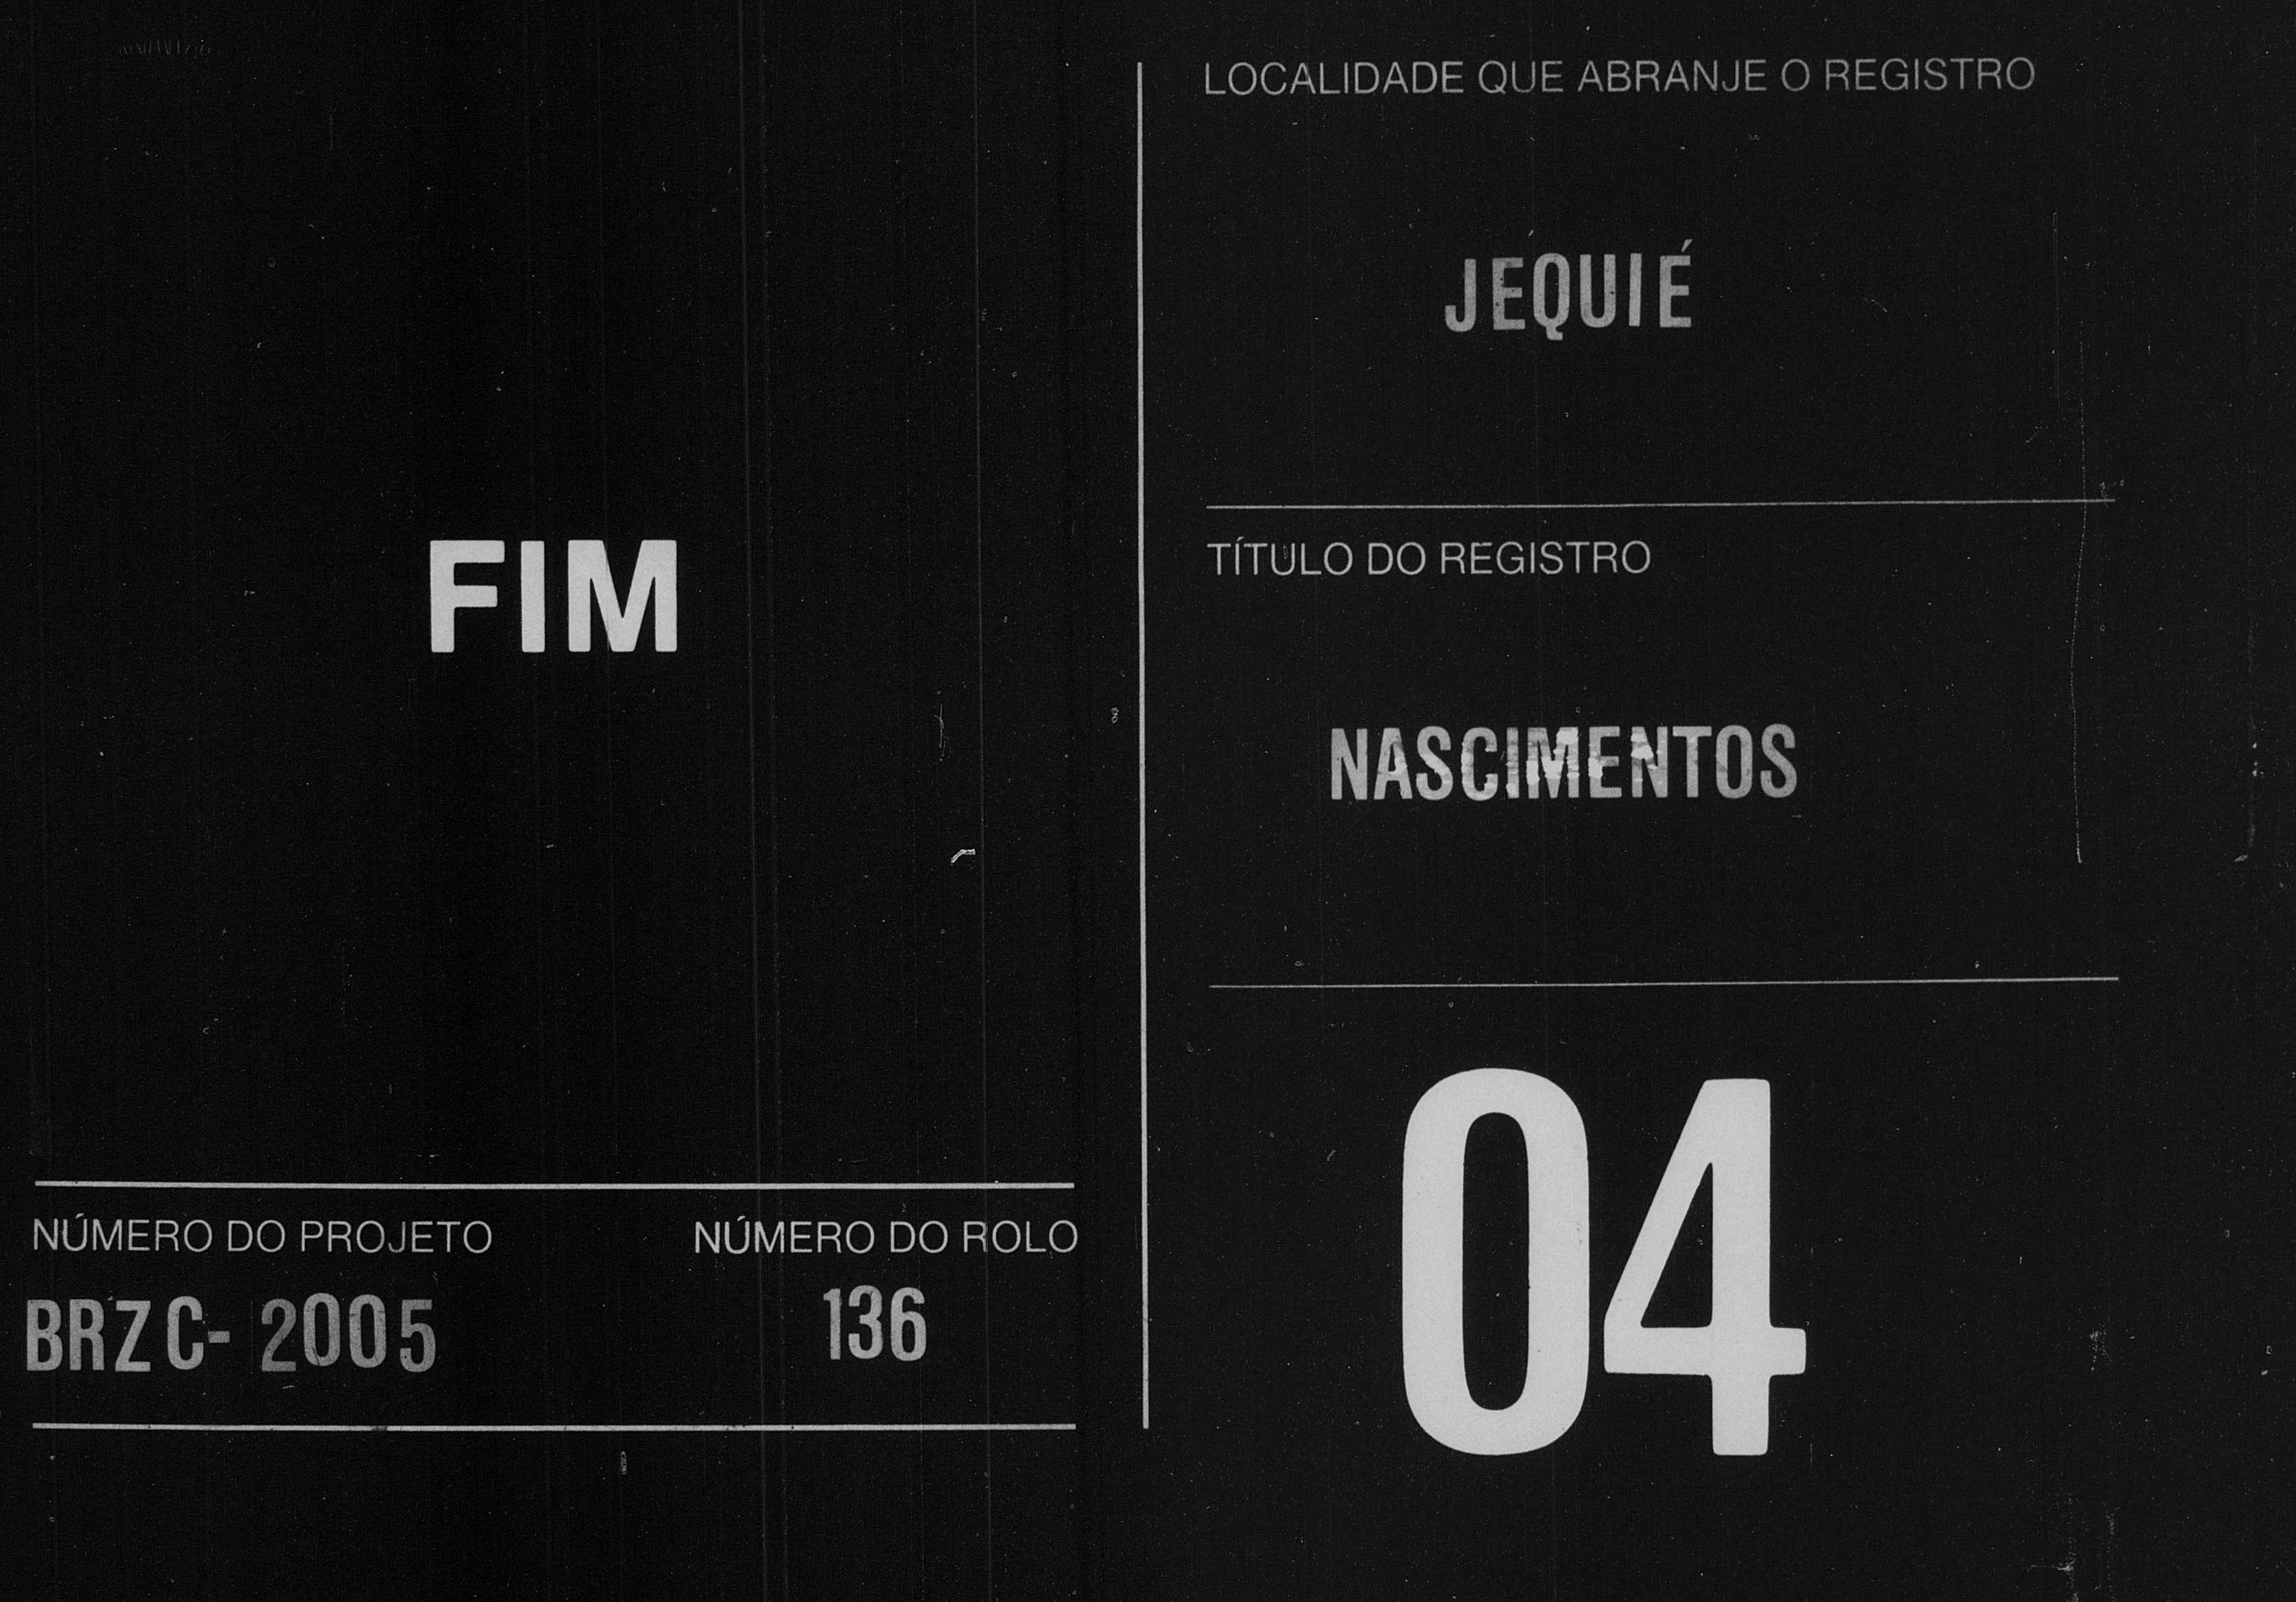 FIM
NÚMERO DO PROJETO
BRZC- 2005
NÚMERO DO ROLO
136
LOCALIDADE QUE ABRANJE O REGISTRO
JEQUIÉ
TÍTULO DO REGISTRO
NASCIMENTOS
04